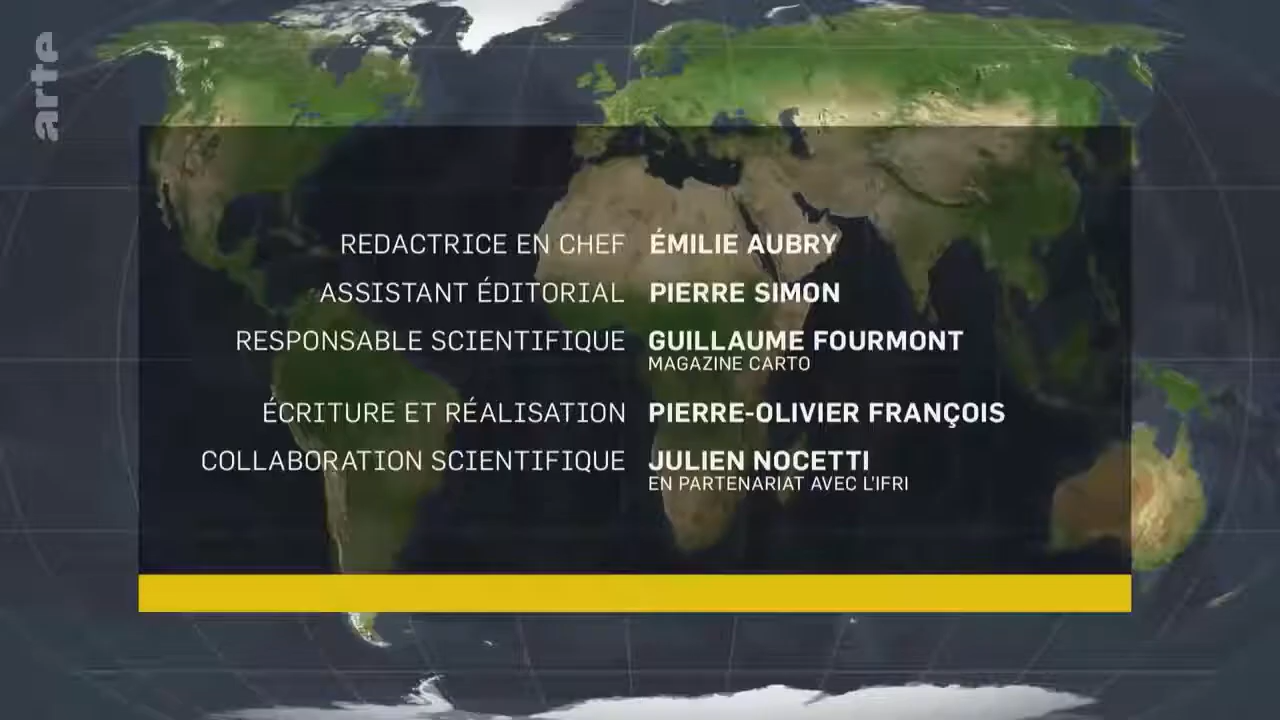 arte
REDACTRICE EN CHEF ÉMILIE AUBRY
ASSISTANT ÉDITORIAL PIERRE SIMON
RESPONSABLE SCIENTIFIQUE GUILLAUME FOURMONT
MAGAZINE CARTO
ÉCRITURE ET RÉALISATION PIERRE-OLIVIER FRANÇOIS
COLLABORATION SCIENTIFIQUE JULIEN NOCETTI
EN PARTENARIAT AVEC L'IFRI